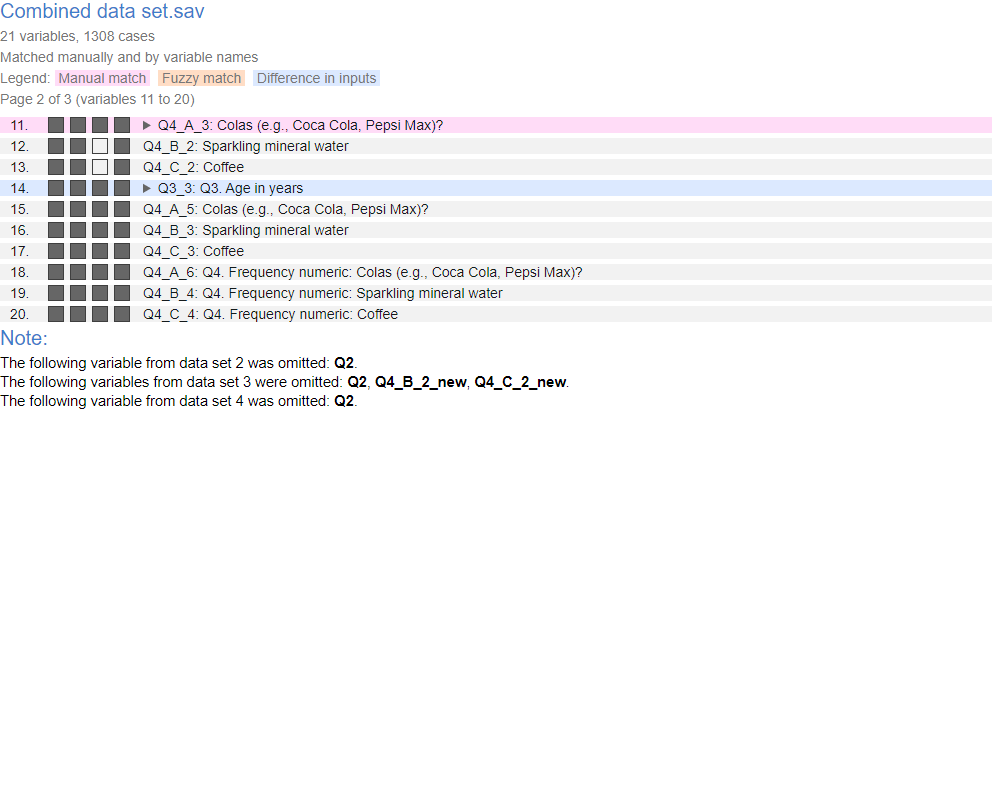 Combined data set.sav
21 variables, 1308 cases
Matched manually and by variable names
Legend: Manual match Fuzzy match Difference in inputs
Page 2 of 3 (variables 11 to 20)
11. Q4_A_3: Colas (e.g., Coca Cola, Pepsi Max)?
12. Q4_B_2: Sparkling mineral water
13. Q4_C_2: Coffee
14. Q3_3: Q3. Age in years
15. Q4_A_5: Colas (e.g., Coca Cola, Pepsi Max)?
16. Q4_B_3: Sparkling mineral water
17. Q4_C_3: Coffee
18. Q4_A_6: Q4. Frequency numeric: Colas (e.g., Coca Cola, Pepsi Max)?
19. Q4_B_4: Q4. Frequency numeric: Sparkling mineral water
20. Q4_C_4: Q4. Frequency numeric: Coffee
Note:
The following variable from data set 2 was omitted: Q2.
The following variables from data set 3 were omitted: Q2, Q4_B_2_new, Q4_C_2_new.
The following variable from data set 4 was omitted: Q2.